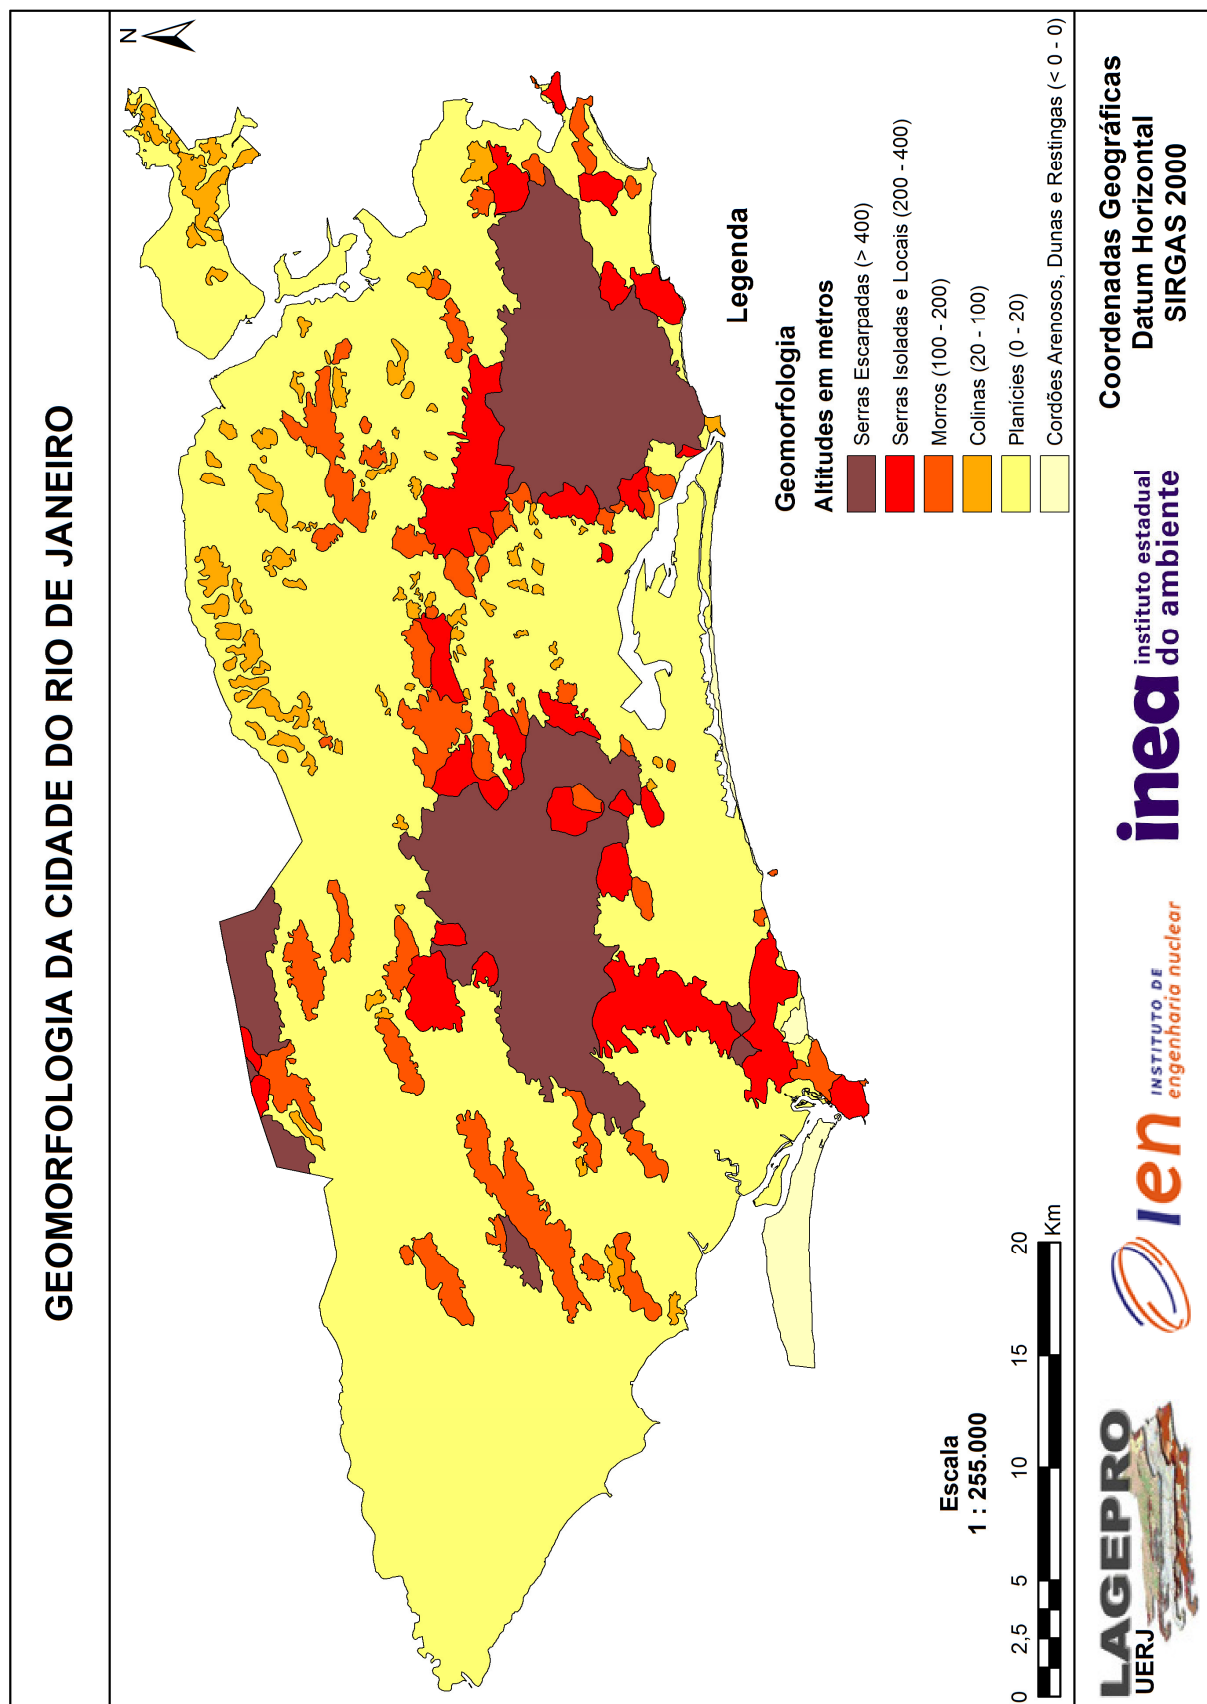 GEOMORFOLOGIA DA CIDADE DO RIO DE JANEIRO
N
Legenda
Geomorfologia
Altitudes em metros
Serras Escarpadas (> 400)
Serras Isoladas e Locais (200 - 400)
Morros (100 - 200)
Colinas (20 - 100)
Planícies (0 - 20)
Cordões Arenosos, Dunas e Restingas (< 0 - 0)
Escala
1 : 255.000
0 2,5 5 10 15 20
Km
LAGEPRO
UERJ
ien INSTITUTO DE
engenharia nuclear
inea instituto estadual
do ambiente
Coordenadas Geográficas
Datum Horizontal
SIRGAS 2000